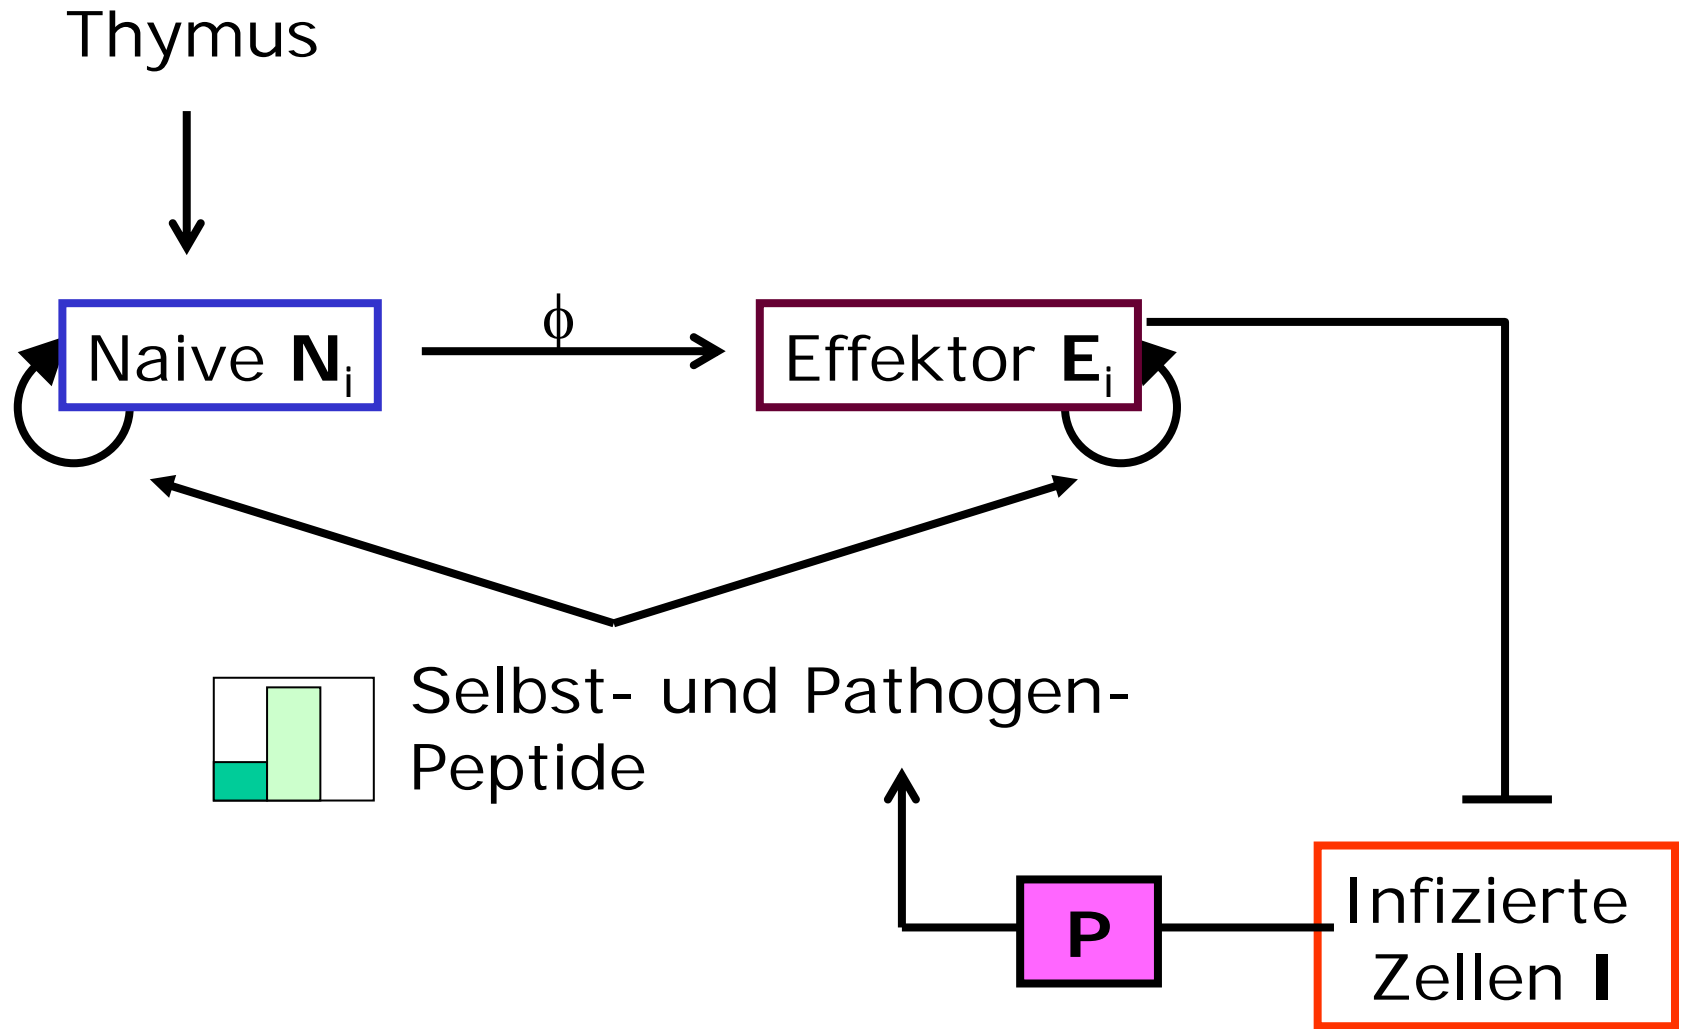 Thymus
ϕ
Naive Nᵢ
Effektor Eᵢ
Selbst- und Pathogen-
Peptide
P
Infizierte
Zellen I